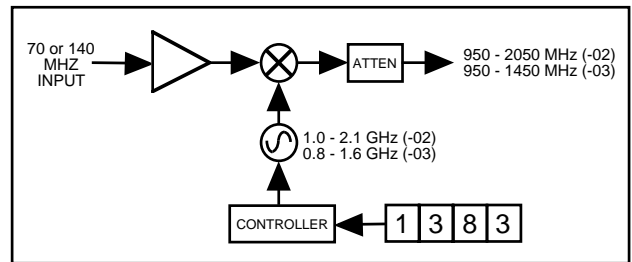 70 or 140
MHZ
INPUT
ATTEN
950 - 2050 MHz (-02)
950 - 1450 MHz (-03)
1.0 - 2.1 GHz (-02)
0.8 - 1.6 GHz (-03)
CONTROLLER
1 3 8 3